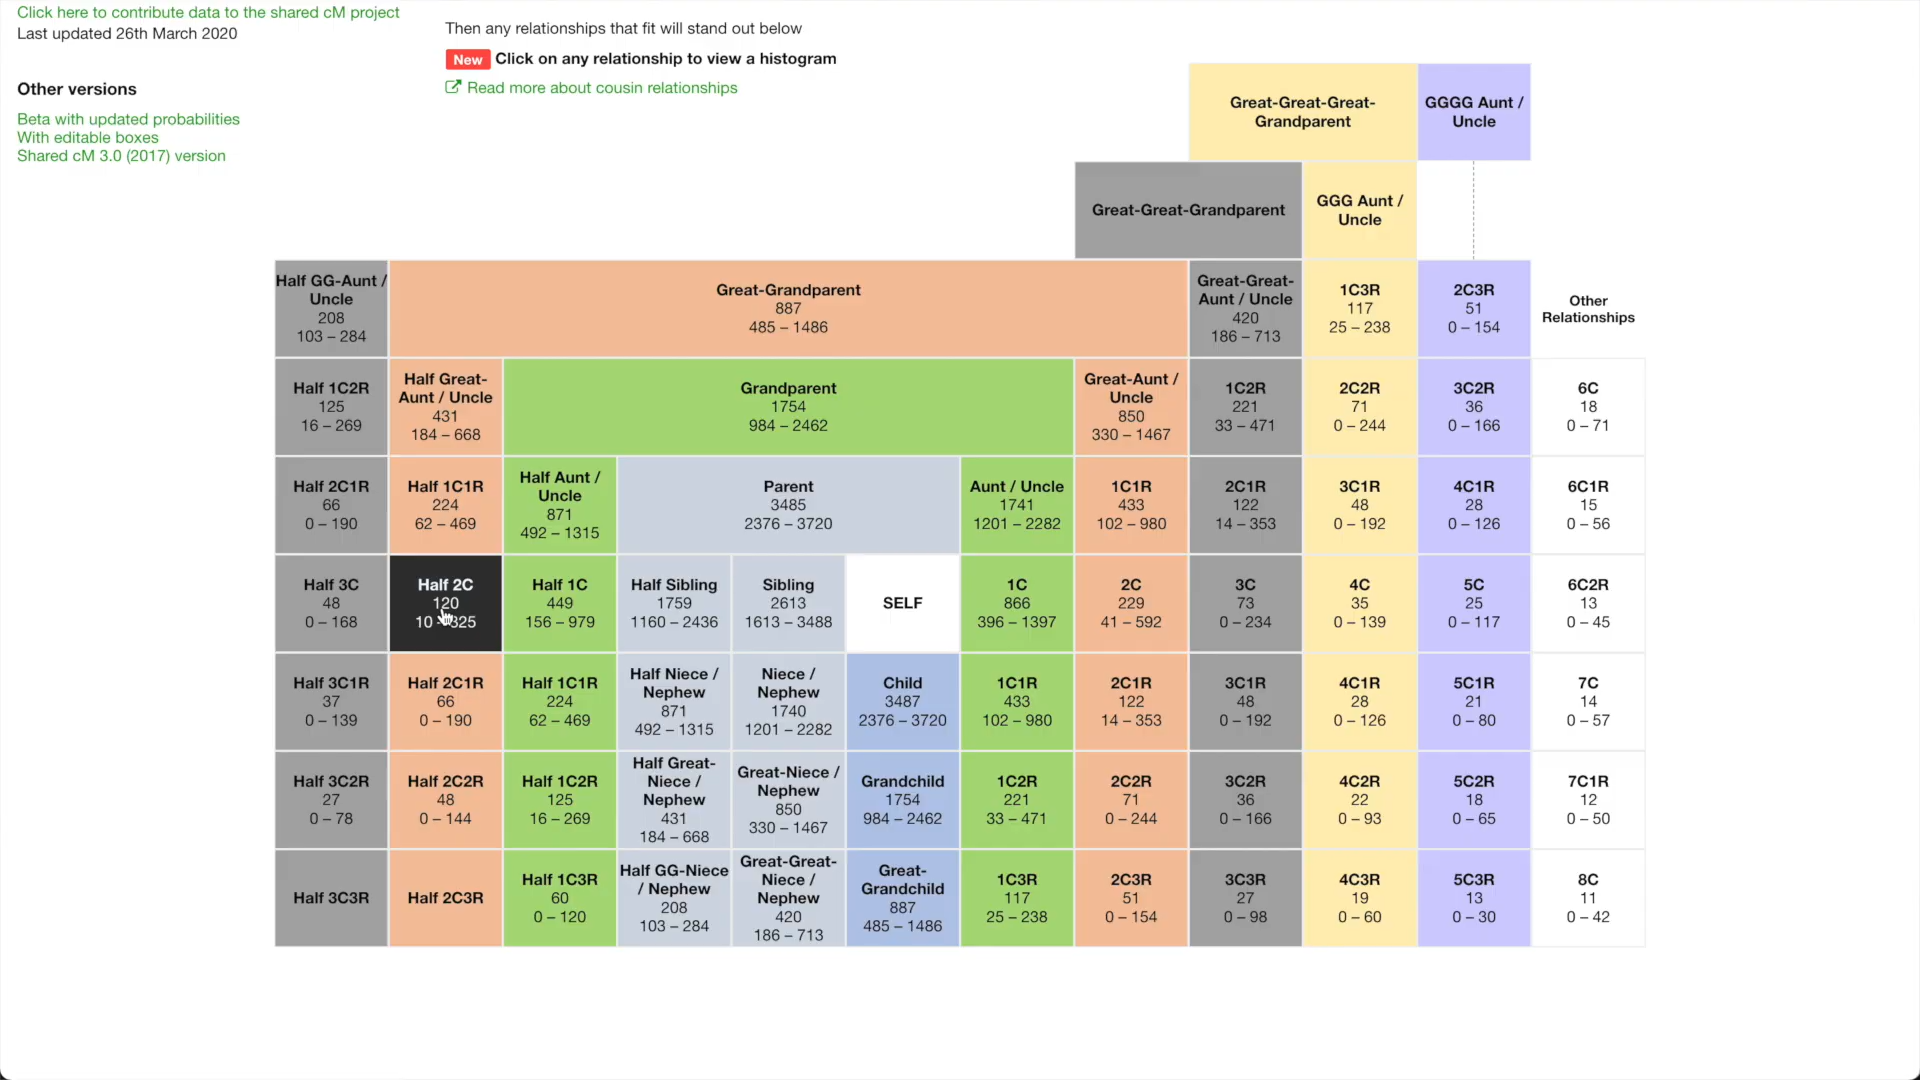 Click here to contribute data to the shared cM project
Last updated 26th March 2020
Other versions
Beta with updated probabilities
With editable boxes
Shared cM 3.0 (2017) version
Then any relationships that fit will stand out below
New Click on any relationship to view a histogram
Read more about cousin relationships
Great-Great-Great-
Grandparent
GGGG Aunt /
Uncle
Great-Great-Grandparent
GGG Aunt /
Uncle
Half GG-Aunt /
Uncle
208
103 – 284
Great-Grandparent
887
485 – 1486
Great-Great-
Aunt / Uncle
420
186 – 713
1C3R
117
25 – 238
2C3R
51
0 – 154
Other
Relationships
Half 1C2R
125
16 – 269
Half Great-
Aunt / Uncle
431
184 – 668
Grandparent
1754
984 – 2462
Great-Aunt /
Uncle
850
330 – 1467
1C2R
221
33 – 471
2C2R
71
0 – 244
3C2R
36
0 – 166
6C
18
0 – 71
Half 2C1R
66
0 – 190
Half 1C1R
224
62 – 469
Half Aunt /
Uncle
871
492 – 1315
Parent
3485
2376 – 3720
Aunt / Uncle
1741
1201 – 2282
1C1R
433
102 – 980
2C1R
122
14 – 353
3C1R
48
0 – 192
4C1R
28
0 – 126
6C1R
15
0 – 56
Half 3C
48
0 – 168
Half 2C
120
10 – 325
Half 1C
449
156 – 979
Half Sibling
1759
1160 – 2436
Sibling
2613
1613 – 3488
SELF
1C
866
396 – 1397
2C
229
41 – 592
3C
73
0 – 234
4C
35
0 – 139
5C
25
0 – 117
6C2R
13
0 – 45
Half 3C1R
37
0 – 139
Half 2C1R
66
0 – 190
Half 1C1R
224
62 – 469
Half Niece /
Nephew
871
492 – 1315
Niece /
Nephew
1740
1201 – 2282
Child
3487
2376 – 3720
1C1R
433
102 – 980
2C1R
122
14 – 353
3C1R
48
0 – 192
4C1R
28
0 – 126
5C1R
21
0 – 80
7C
14
0 – 57
Half 3C2R
27
0 – 78
Half 2C2R
48
0 – 144
Half 1C2R
125
16 – 269
Half Great-
Niece /
Nephew
431
184 – 668
Great-Niece /
Nephew
850
330 – 1467
Grandchild
1754
984 – 2462
1C2R
221
33 – 471
2C2R
71
0 – 244
3C2R
36
0 – 166
4C2R
22
0 – 93
5C2R
18
0 – 65
7C1R
12
0 – 50
Half 3C3R
Half 2C3R
Half 1C3R
60
0 – 120
Half GG-Niece
/ Nephew
208
103 – 284
Great-Great-
Niece /
Nephew
420
186 – 713
Great-
Grandchild
887
485 – 1486
1C3R
117
25 – 238
2C3R
51
0 – 154
3C3R
27
0 – 98
4C3R
19
0 – 60
5C3R
13
0 – 30
8C
11
0 – 42